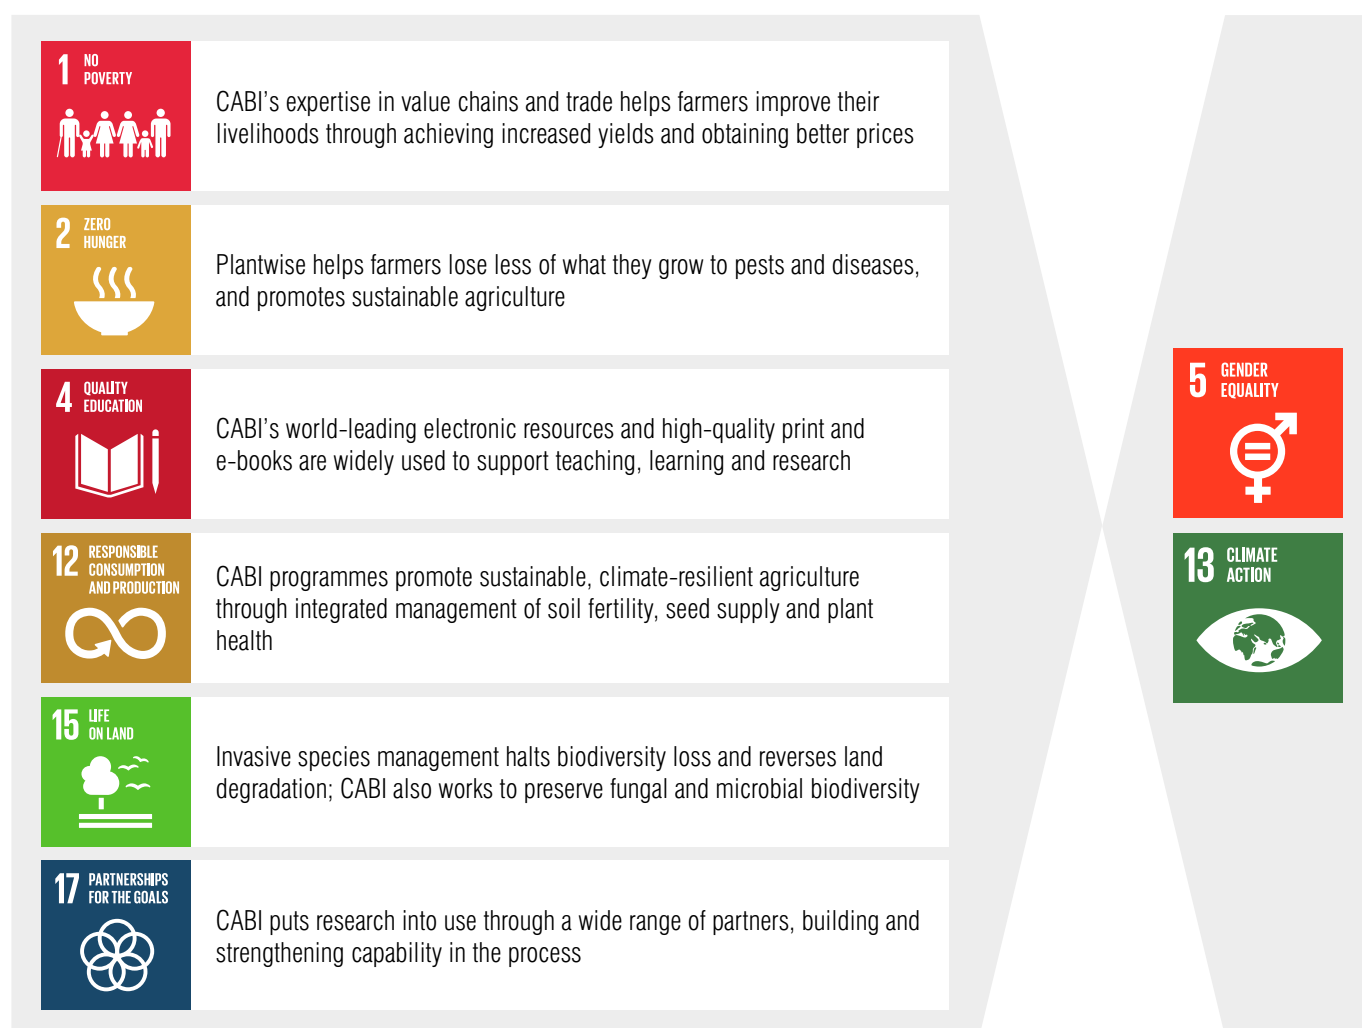 1 NO
POVERTY
CABI's expertise in value chains and trade helps farmers improve their
livelihoods through achieving increased yields and obtaining better prices
2 ZERO
HUNGER
Plantwise helps farmers lose less of what they grow to pests and diseases,
and promotes sustainable agriculture
4 QUALITY
EDUCATION
CABI's world-leading electronic resources and high-quality print and
e-books are widely used to support teaching, learning and research
12 RESPONSIBLE
CONSUMPTION
AND PRODUCTION
CABI programmes promote sustainable, climate-resilient agriculture
through integrated management of soil fertility, seed supply and plant
health
15 LIFE
ON LAND
Invasive species management halts biodiversity loss and reverses land
degradation; CABI also works to preserve fungal and microbial biodiversity
17 PARTNERSHIPS
FOR THE GOALS
CABI puts research into use through a wide range of partners, building and
strengthening capability in the process
5 GENDER
EQUALITY
13 CLIMATE
ACTION